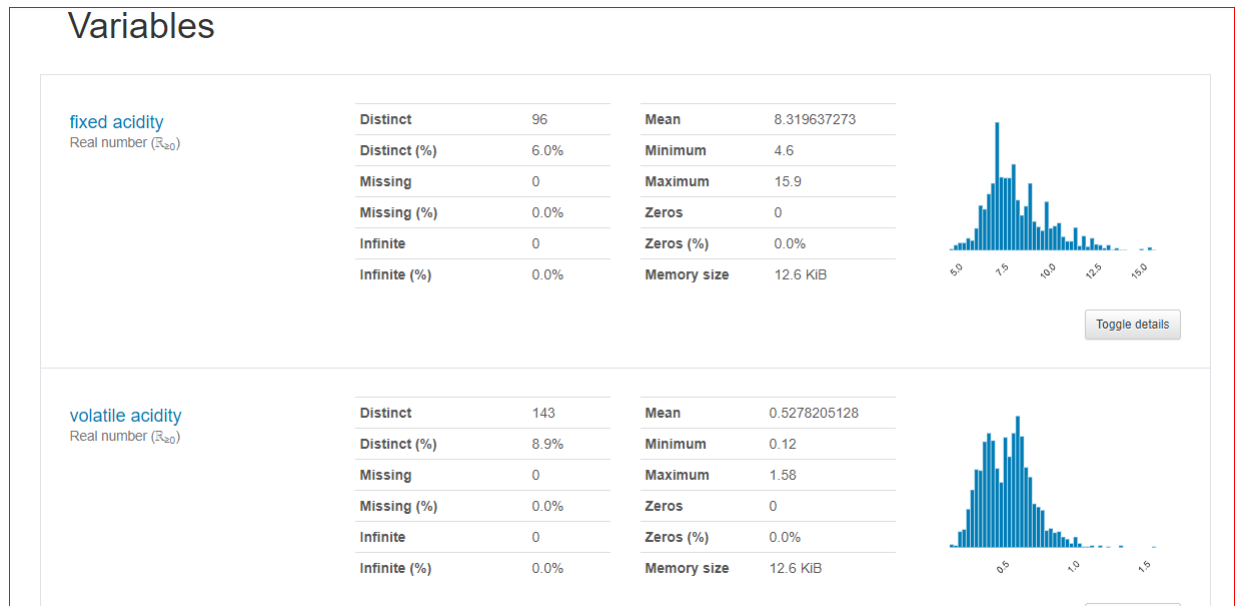 Variables
fixed acidity
Real number (ℝ≥0)
Distinct 96
Distinct (%) 6.0%
Missing 0
Missing (%) 0.0%
Infinite 0
Infinite (%) 0.0%
Mean 8.319637273
Minimum 4.6
Maximum 15.9
Zeros 0
Zeros (%) 0.0%
Memory size 12.6 KiB
5.0 7.5 10.0 12.5 15.0
Toggle details
volatile acidity
Real number (ℝ≥0)
Distinct 143
Distinct (%) 8.9%
Missing 0
Missing (%) 0.0%
Infinite 0
Infinite (%) 0.0%
Mean 0.5278205128
Minimum 0.12
Maximum 1.58
Zeros 0
Zeros (%) 0.0%
Memory size 12.6 KiB
0.5 1.0 1.5